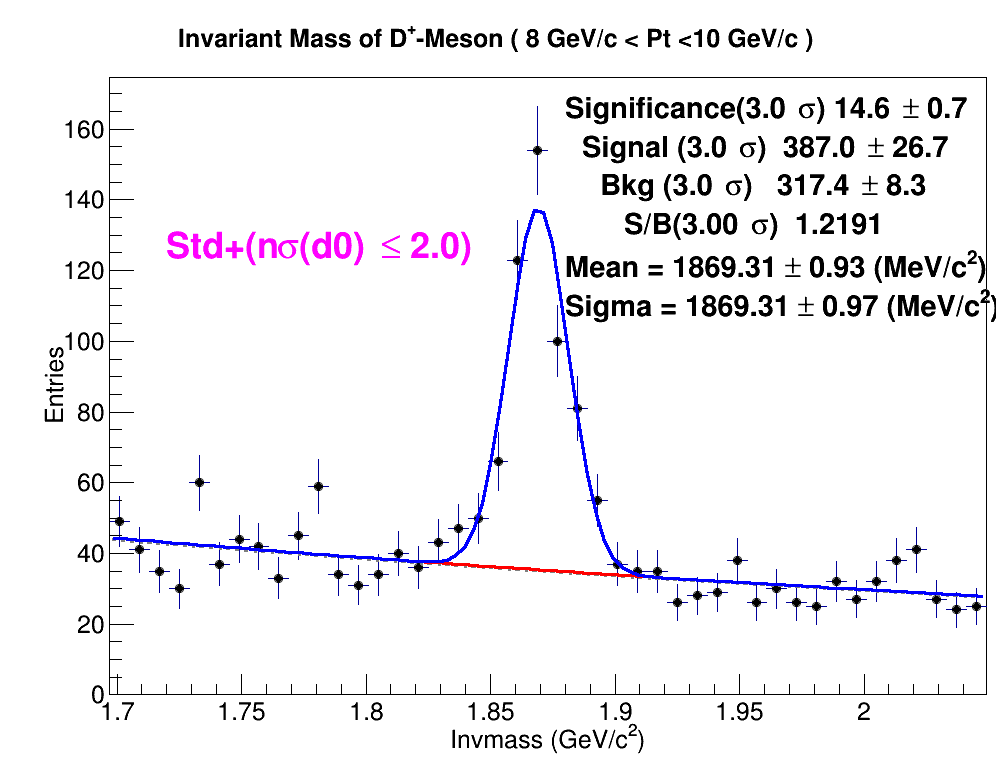 Invariant Mass of D⁺-Meson ( 8 GeV/c < Pt <10 GeV/c )
Significance(3.0 σ) 14.6 ± 0.7
Signal (3.0 σ) 387.0 ± 26.7
Bkg (3.0 σ) 317.4 ± 8.3
S/B(3.00 σ) 1.2191
Mean = 1869.31 ± 0.93 (MeV/c²)
Sigma = 1869.31 ± 0.97 (MeV/c²)
Std+(nσ(d0) ≤ 2.0)
Entries
160
140
120
100
80
60
40
20
0
1.7 1.75 1.8 1.85 1.9 1.95 2
Invmass (GeV/c²)